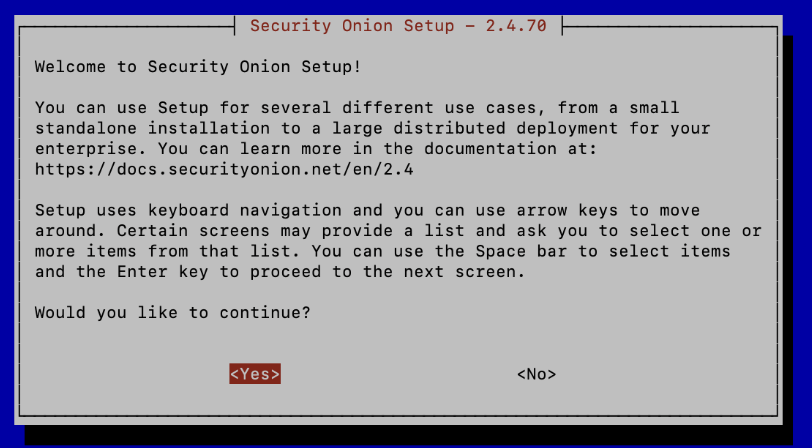 Security Onion Setup - 2.4.70
Welcome to Security Onion Setup!
You can use Setup for several different use cases, from a small
standalone installation to a large distributed deployment for your
enterprise. You can learn more in the documentation at:
https://docs.securityonion.net/en/2.4
Setup uses keyboard navigation and you can use arrow keys to move
around. Certain screens may provide a list and ask you to select one or
more items from that list. You can use the Space bar to select items
and the Enter key to proceed to the next screen.
Would you like to continue?
<Yes> <No>